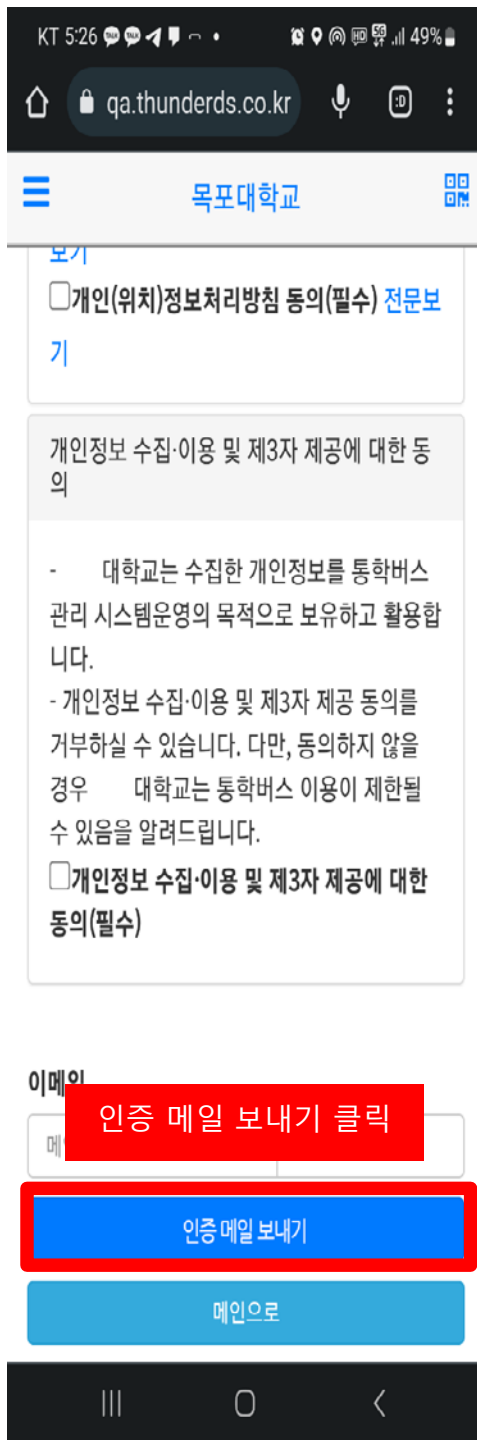 KT 5:26
49%
qa.thunderds.co.kr
목포대학교
보기
개인(위치)정보처리방침 동의(필수) 전문보
기
개인정보 수집·이용 및 제3자 제공에 대한 동
의
- 대학교는 수집한 개인정보를 통학버스
관리 시스템운영의 목적으로 보유하고 활용합
니다.
- 개인정보 수집·이용 및 제3자 제공 동의를
거부하실 수 있습니다. 다만, 동의하지 않을
경우 대학교는 통학버스 이용이 제한될
수 있음을 알려드립니다.
개인정보 수집·이용 및 제3자 제공에 대한
동의(필수)
이메일
인증 메일 보내기 클릭
인증 메일 보내기
메인으로